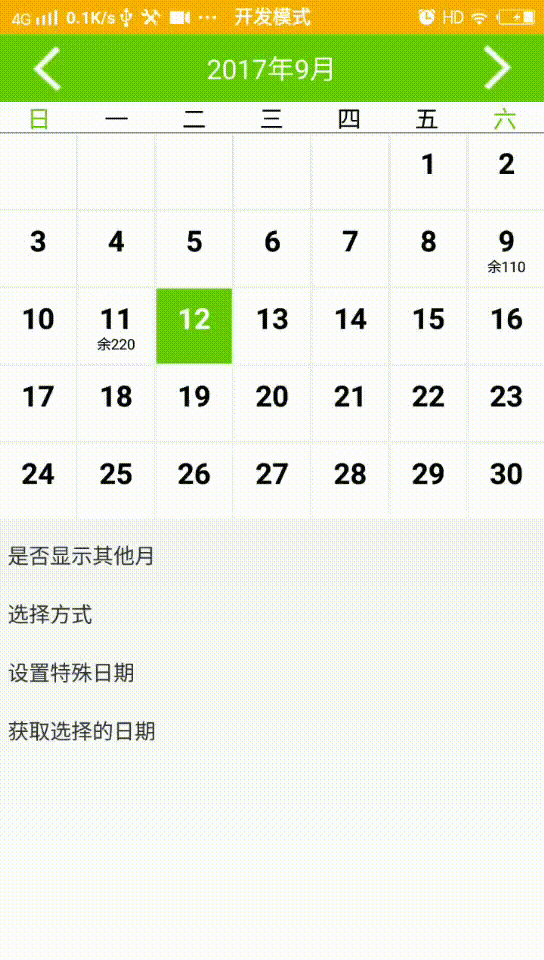 4G 0.1K/s ... 开发模式 HD
2017年9月
日 一 二 三 四 五 六
1 2
3 4 5 6 7 8 9
余110
10 11 12 13 14 15 16
余220
17 18 19 20 21 22 23
24 25 26 27 28 29 30
是否显示其他月
选择方式
设置特殊日期
获取选择的日期